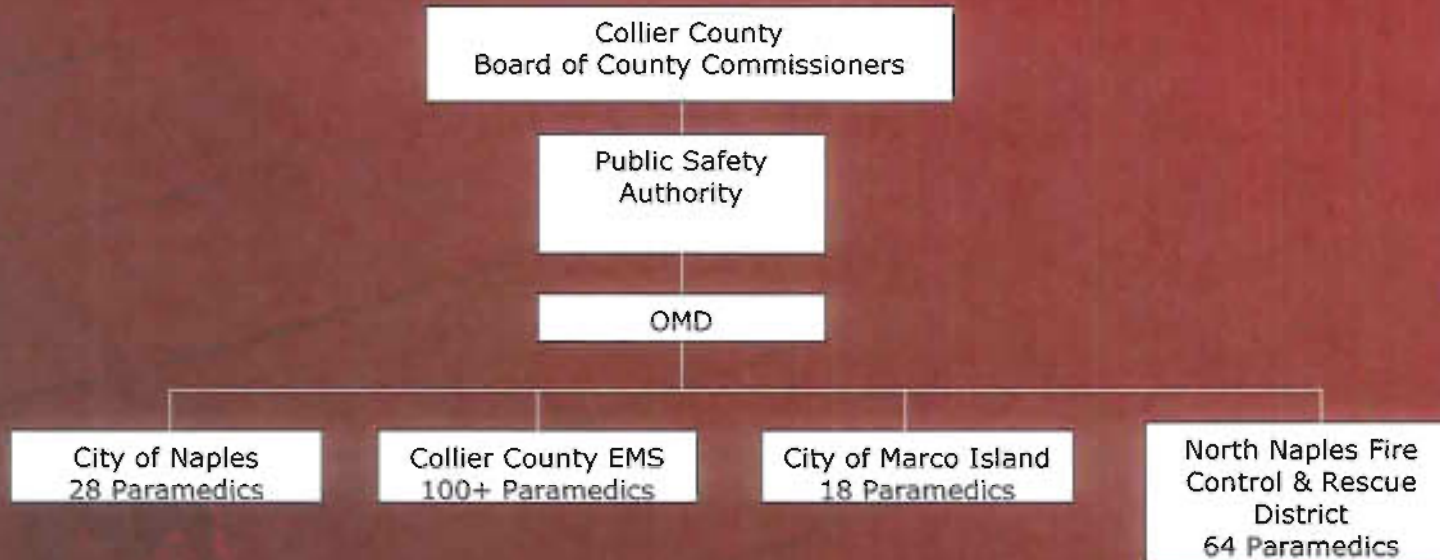 Collier County
Board of County Commissioners
Public Safety
Authority
OMD
City of Naples
28 Paramedics
Collier County EMS
100+ Paramedics
City of Marco Island
18 Paramedics
North Naples Fire
Control & Rescue
District
64 Paramedics